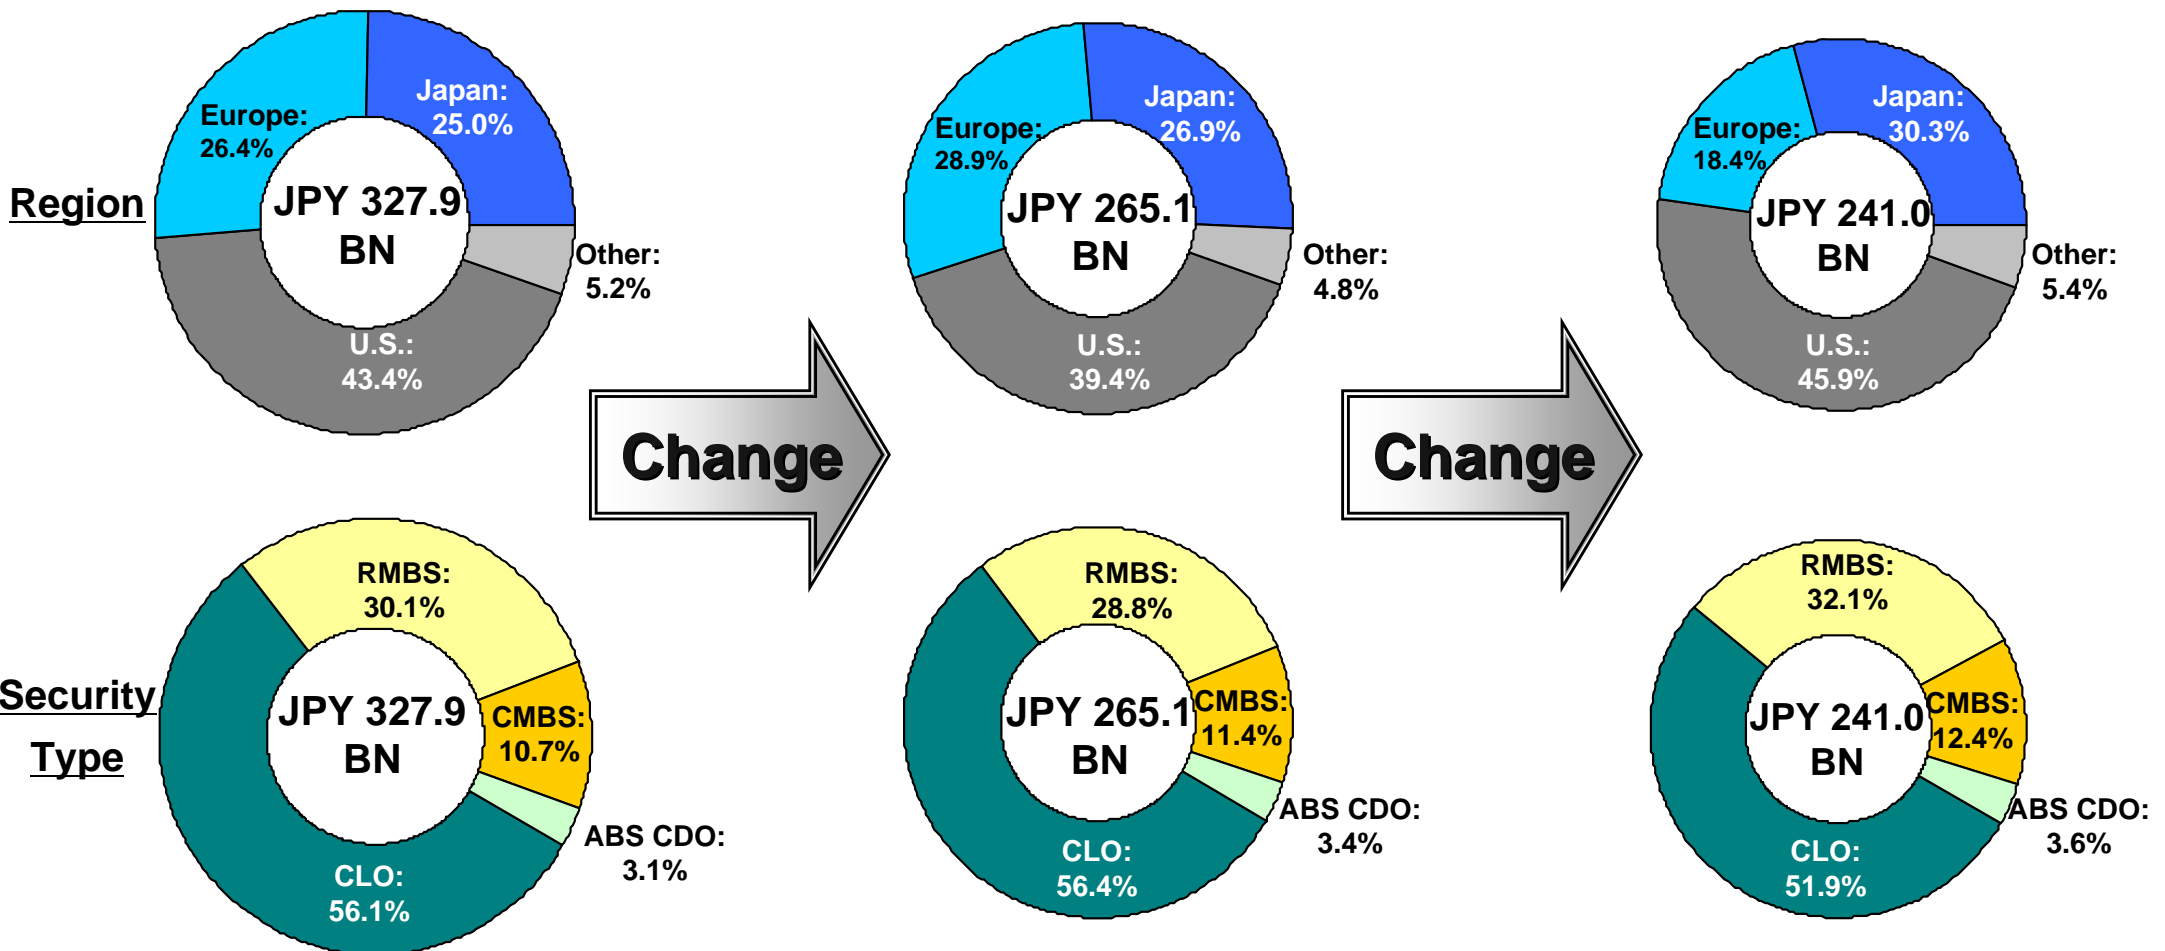 Region
Europe:
26.4%
Japan:
25.0%
JPY 327.9
BN
Other:
5.2%
U.S.:
43.4%
Change
Europe:
28.9%
Japan:
26.9%
JPY 265.1
BN
Other:
4.8%
U.S.:
39.4%
Change
Europe:
18.4%
Japan:
30.3%
JPY 241.0
BN
Other:
5.4%
U.S.:
45.9%
Security
Type
RMBS:
30.1%
JPY 327.9
BN
CMBS:
10.7%
ABS CDO:
3.1%
CLO:
56.1%
RMBS:
28.8%
JPY 265.1
BN
CMBS:
11.4%
ABS CDO:
3.4%
CLO:
56.4%
RMBS:
32.1%
JPY 241.0
BN
CMBS:
12.4%
ABS CDO:
3.6%
CLO:
51.9%